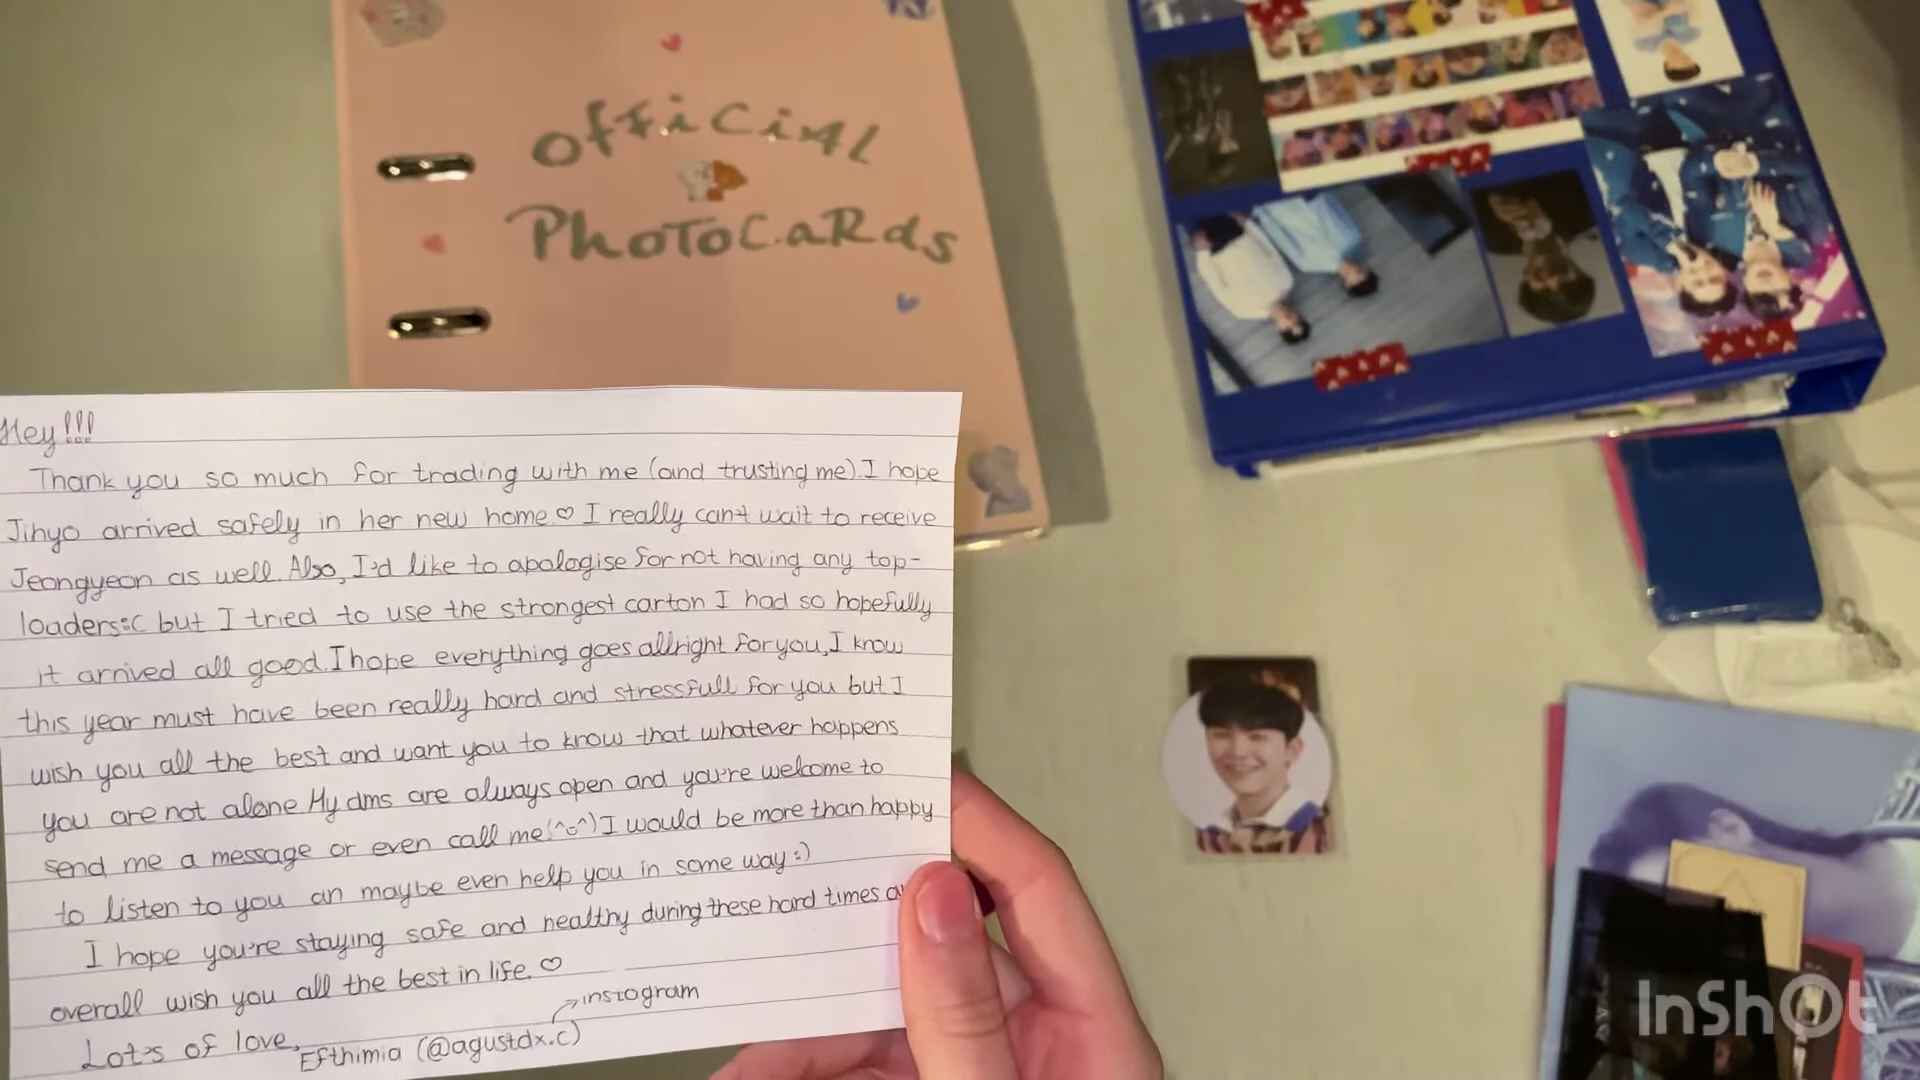 Official
Photocards
Hey!!!
Thank you so much for trading with me (and trusting me). I hope
Jihyo arrived safely in her new home ♡ I really can't wait to receive
Jeongyeon as well. Also, I'd like to apologise for not having any top-
loaders:c but I tried to use the strongest carton I had so hopefully
it arrived all good. I hope everything goes allright for you, I know
this year must have been really hard and stressfull for you but I
wish you all the best and want you to know that whatever happens
you are not alone. My dms are always open and you're welcome to
send me a message or even call me (^o^) I would be more than happy
to listen to you an maybe even help you in some way :)
I hope you're staying safe and healthy during these hard times
overall wish you all the best in life. ♡
instagram
Lot's of love,
Efthimia (@agustdx.c)
InShOt